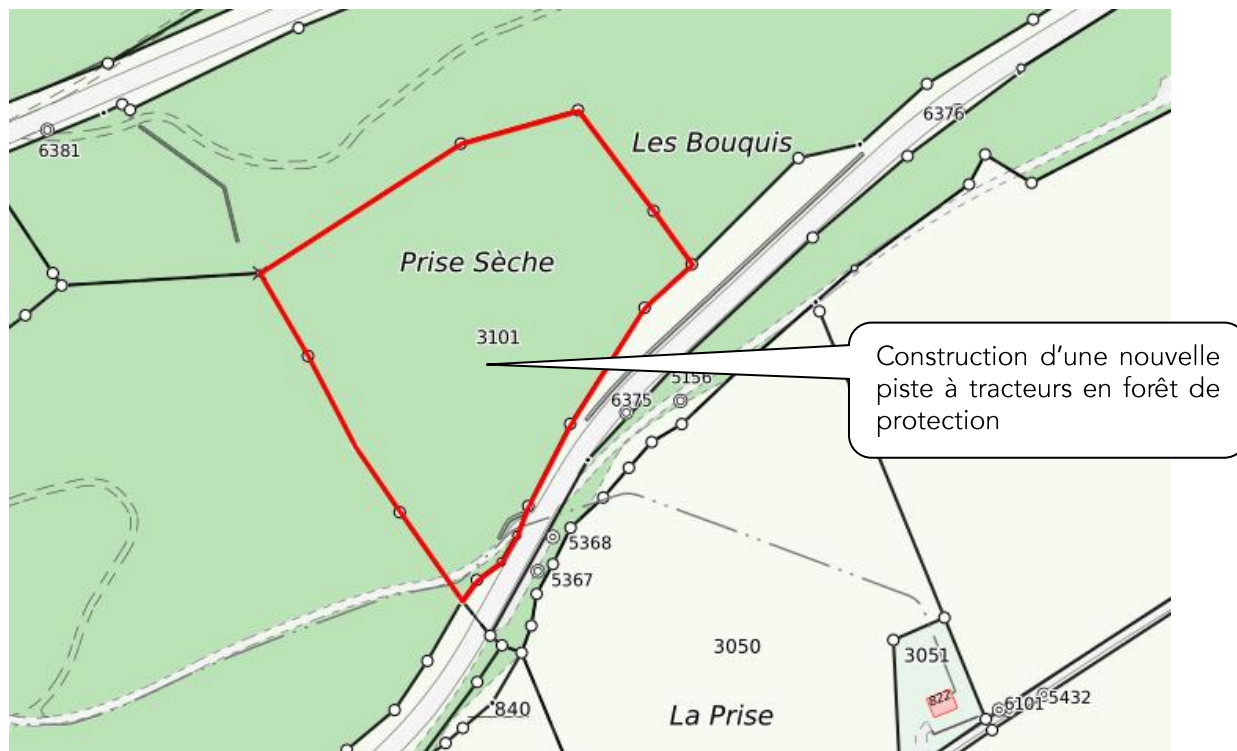 6376
Les Bouquis
6381
Prise Sèche
3101
Construction d’une nouvelle
piste à tracteurs en forêt de
protection
5156
6375
5368
5367
3050
3051
822
6101
5432
840
La Prise